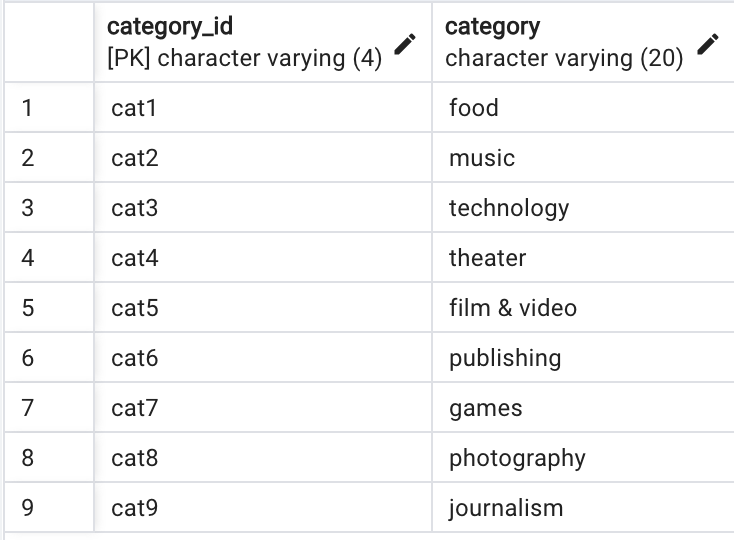 category_id category
[PK] character varying (4) character varying (20)
1 cat1 food
2 cat2 music
3 cat3 technology
4 cat4 theater
5 cat5 film & video
6 cat6 publishing
7 cat7 games
8 cat8 photography
9 cat9 journalism